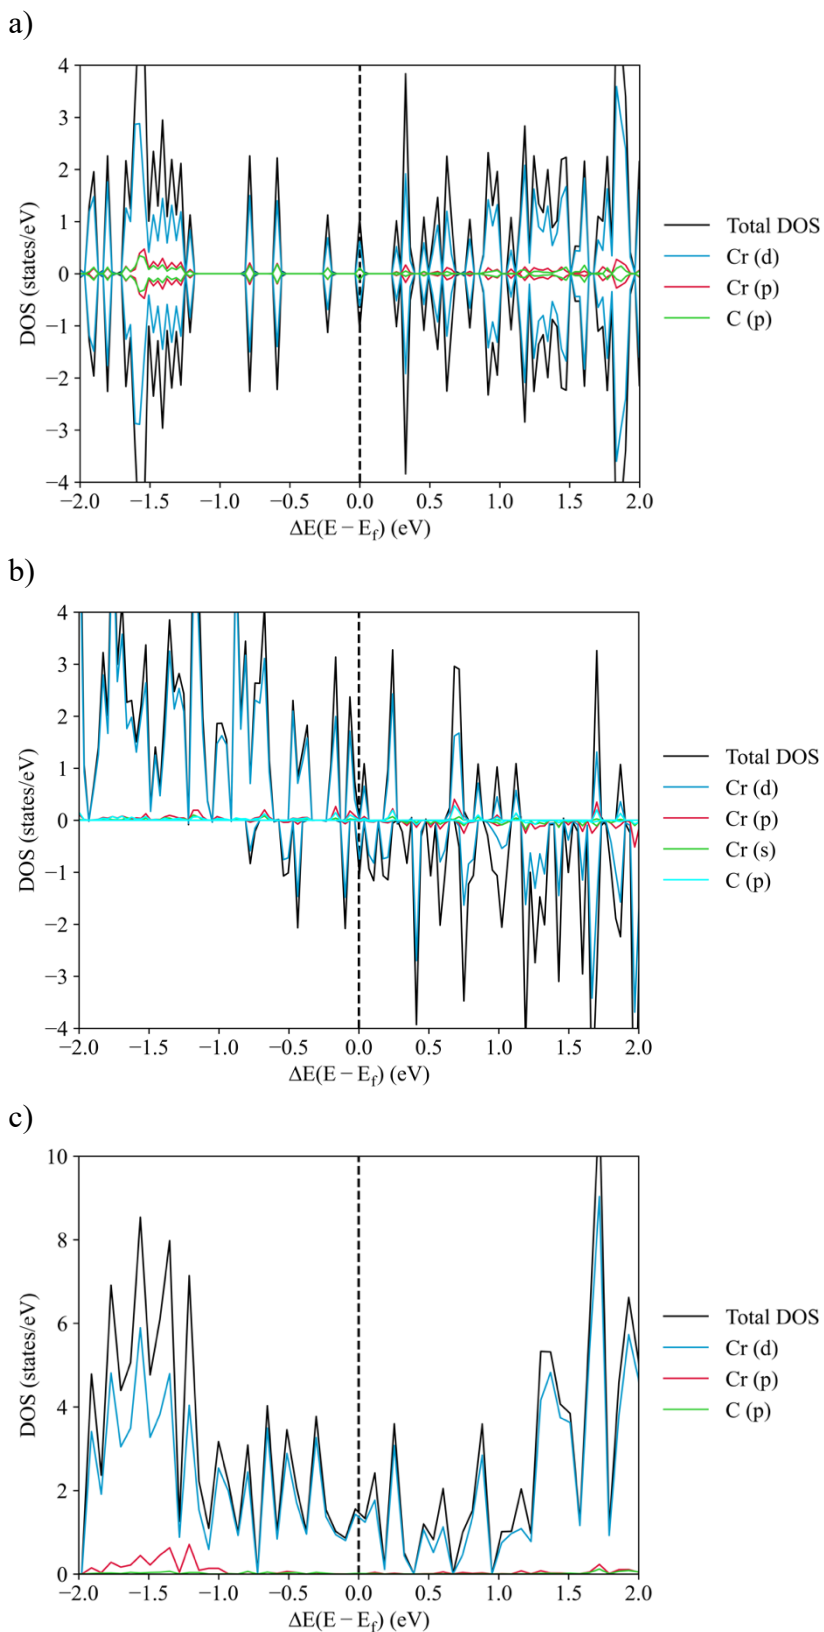 a)
4
3
2
1
0
−1
−2
−3
−4
DOS (states/eV)
−2.0 −1.5 −1.0 −0.5 0.0 0.5 1.0 1.5 2.0
ΔE(E − Ef) (eV)
Total DOS
Cr (d)
Cr (p)
C (p)
b)
4
3
2
1
0
−1
−2
−3
−4
DOS (states/eV)
−2.0 −1.5 −1.0 −0.5 0.0 0.5 1.0 1.5 2.0
ΔE(E − Ef) (eV)
Total DOS
Cr (d)
Cr (p)
Cr (s)
C (p)
c)
10
8
6
4
2
0
DOS (states/eV)
−2.0 −1.5 −1.0 −0.5 0.0 0.5 1.0 1.5 2.0
ΔE(E − Ef) (eV)
Total DOS
Cr (d)
Cr (p)
C (p)